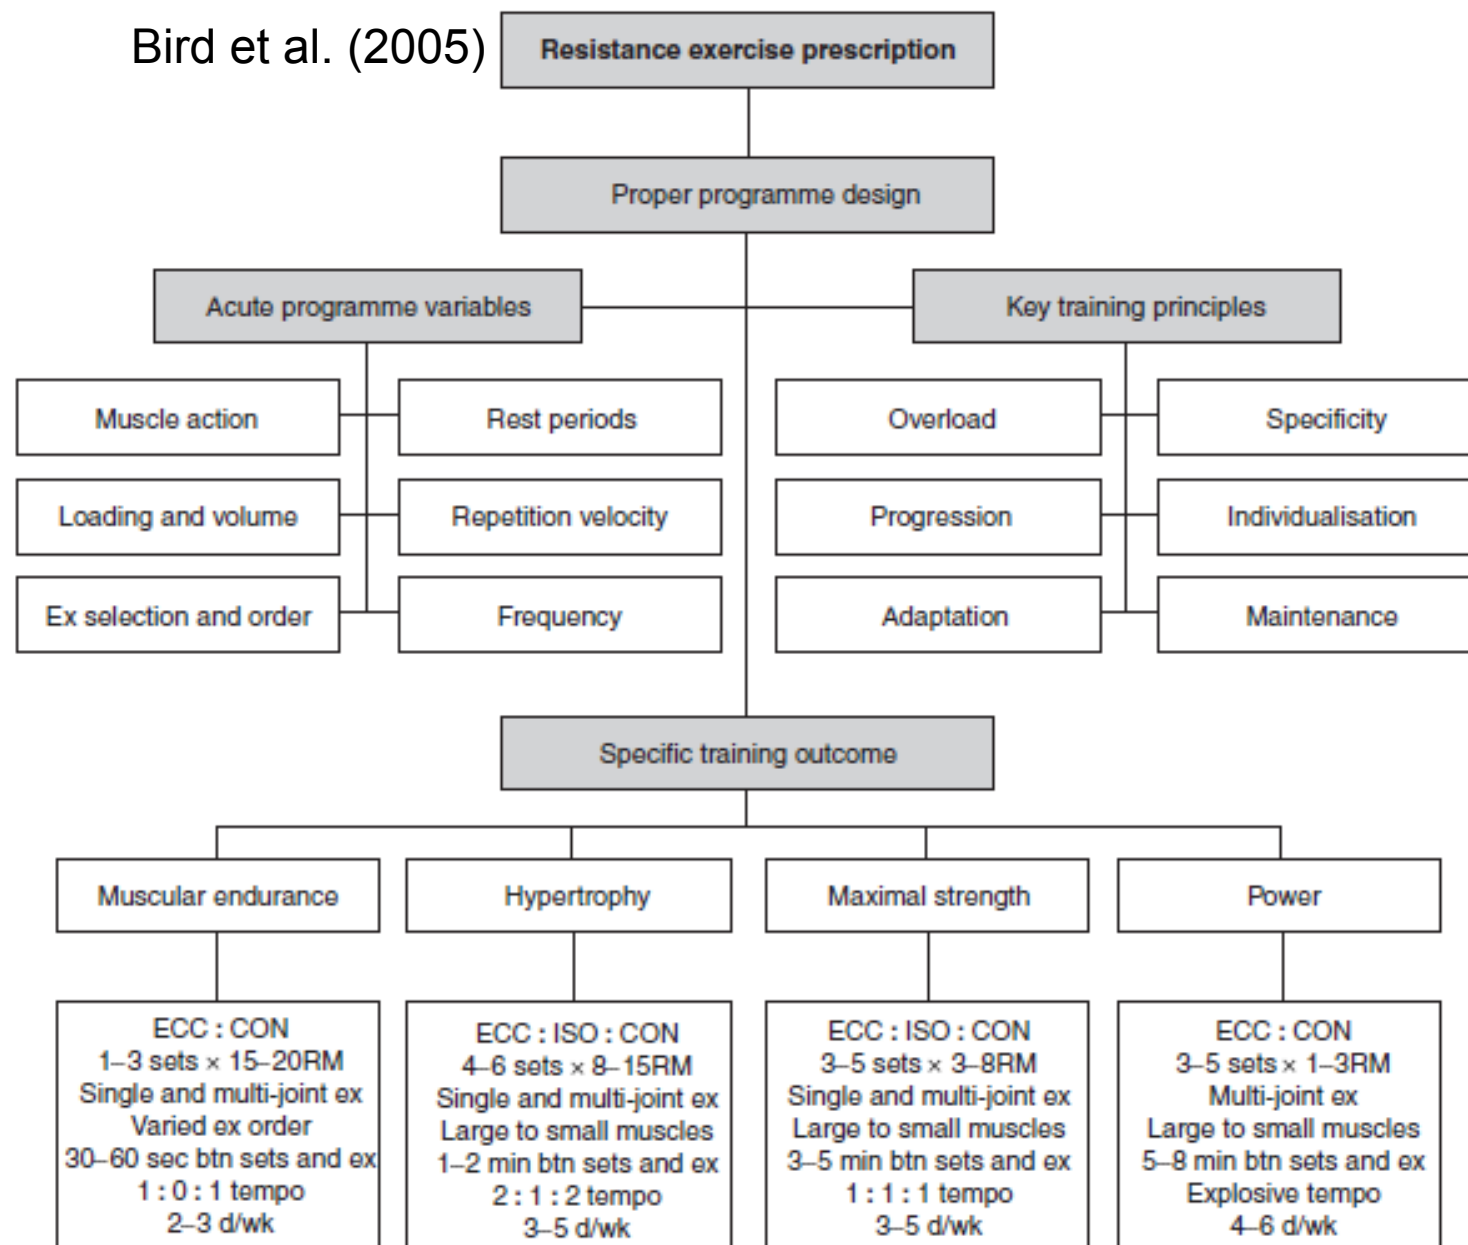 Bird et al. (2005)
Resistance exercise prescription
Proper programme design
Acute programme variables
Key training principles
Muscle action
Rest periods
Overload
Specificity
Loading and volume
Repetition velocity
Progression
Individualisation
Ex selection and order
Frequency
Adaptation
Maintenance
Specific training outcome
Muscular endurance
Hypertrophy
Maximal strength
Power
ECC : CON
1–3 sets × 15–20RM
Single and multi-joint ex
Varied ex order
30–60 sec btn sets and ex
1 : 0 : 1 tempo
2–3 d/wk
ECC : ISO : CON
4–6 sets × 8–15RM
Single and multi-joint ex
Large to small muscles
1–2 min btn sets and ex
2 : 1 : 2 tempo
3–5 d/wk
ECC : ISO : CON
3–5 sets × 3–8RM
Single and multi-joint ex
Large to small muscles
3–5 min btn sets and ex
1 : 1 : 1 tempo
3–5 d/wk
ECC : CON
3–5 sets × 1–3RM
Multi-joint ex
Large to small muscles
5–8 min btn sets and ex
Explosive tempo
4–6 d/wk